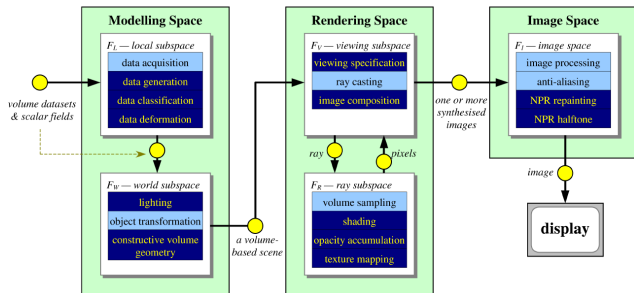 Modelling Space
F_L — local subspace
data acquisition
data generation
data classification
data deformation
volume datasets
& scalar fields
F_W — world subspace
lighting
object transformation
constructive volume
geometry
a volume-
based scene
Rendering Space
F_V — viewing subspace
viewing specification
ray casting
image composition
ray
pixels
F_R — ray subspace
volume sampling
shading
opacity accumulation
texture mapping
one or more
synthesised
images
Image Space
F_I — image space
image processing
anti-aliasing
NPR repainting
NPR halftone
image
display